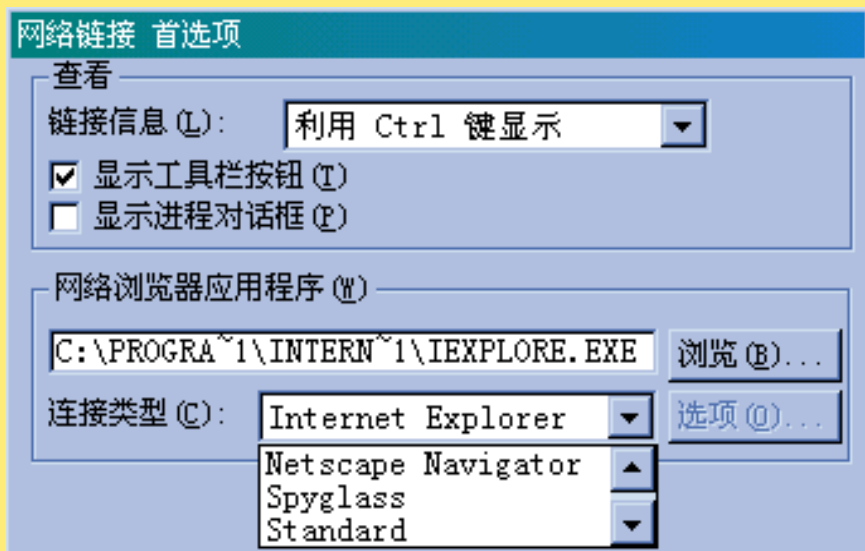 网络链接 首选项
查看
链接信息(L): 利用 Ctrl 键显示
显示工具栏按钮(T)
显示进程对话框(P)
网络浏览器应用程序(W)
C:\PROGRA~1\INTERN~1\IEXPLORE.EXE 浏览(B)...
连接类型(C): Internet Explorer 选项(O)...
Netscape Navigator
Spyglass
Standard